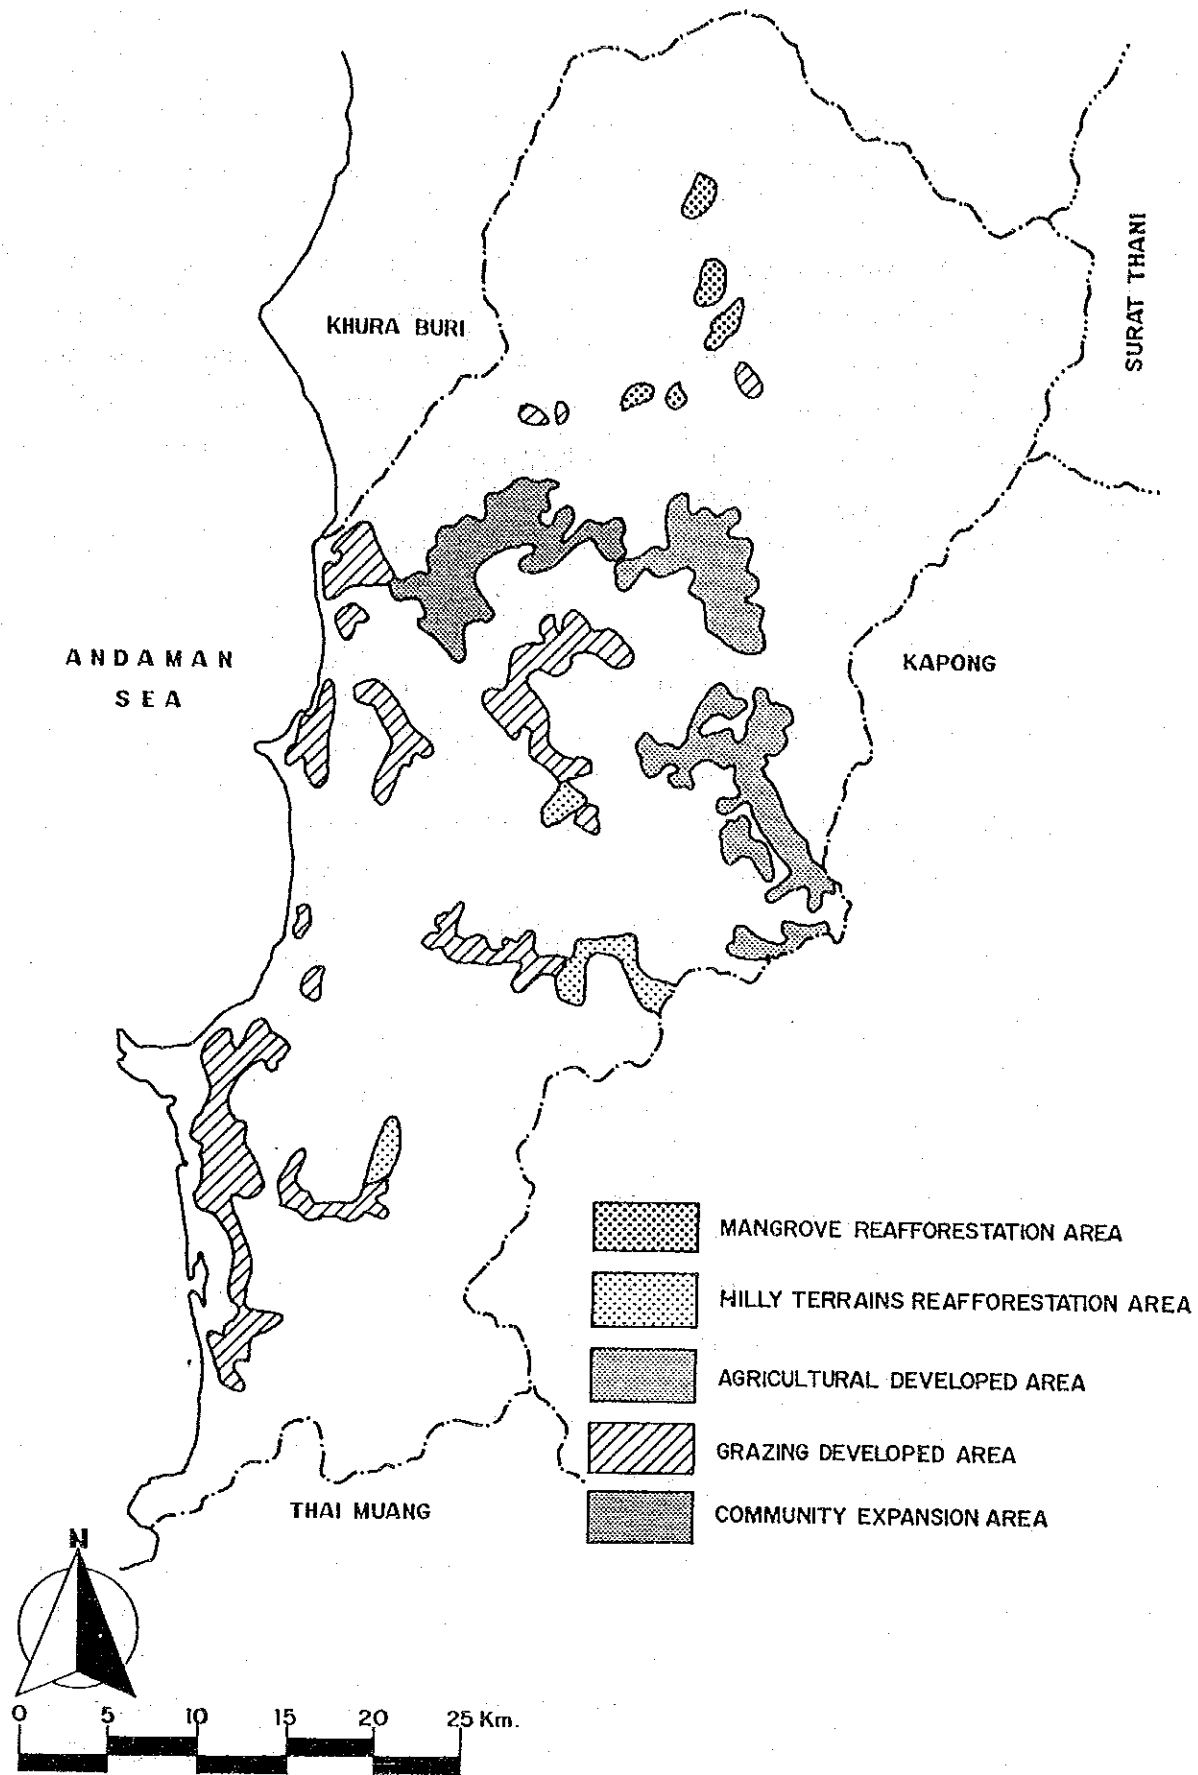 SURAT THANI
KHURA BURI
ANDAMAN
SEA
KAPONG
MANGROVE REAFFORESTATION AREA
HILLY TERRAINS REAFFORESTATION AREA
AGRICULTURAL DEVELOPED AREA
GRAZING DEVELOPED AREA
THAI MUANG
COMMUNITY EXPANSION AREA
N
0 5 10 15 20 25 Km.